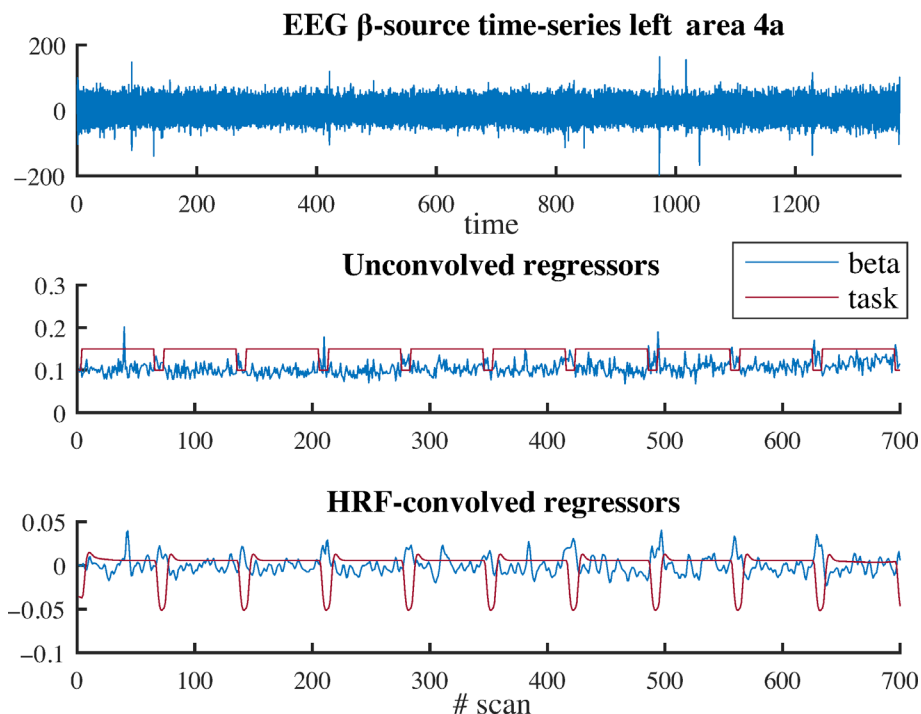 EEG β-source time-series left area 4a
200
0
−200
0 200 400 600 800 1000 1200
time
Unconvolved regressors
beta
task
0.3
0.2
0.1
0
0 100 200 300 400 500 600 700
HRF-convolved regressors
0.05
0
−0.05
−0.1
0 100 200 300 400 500 600 700
# scan